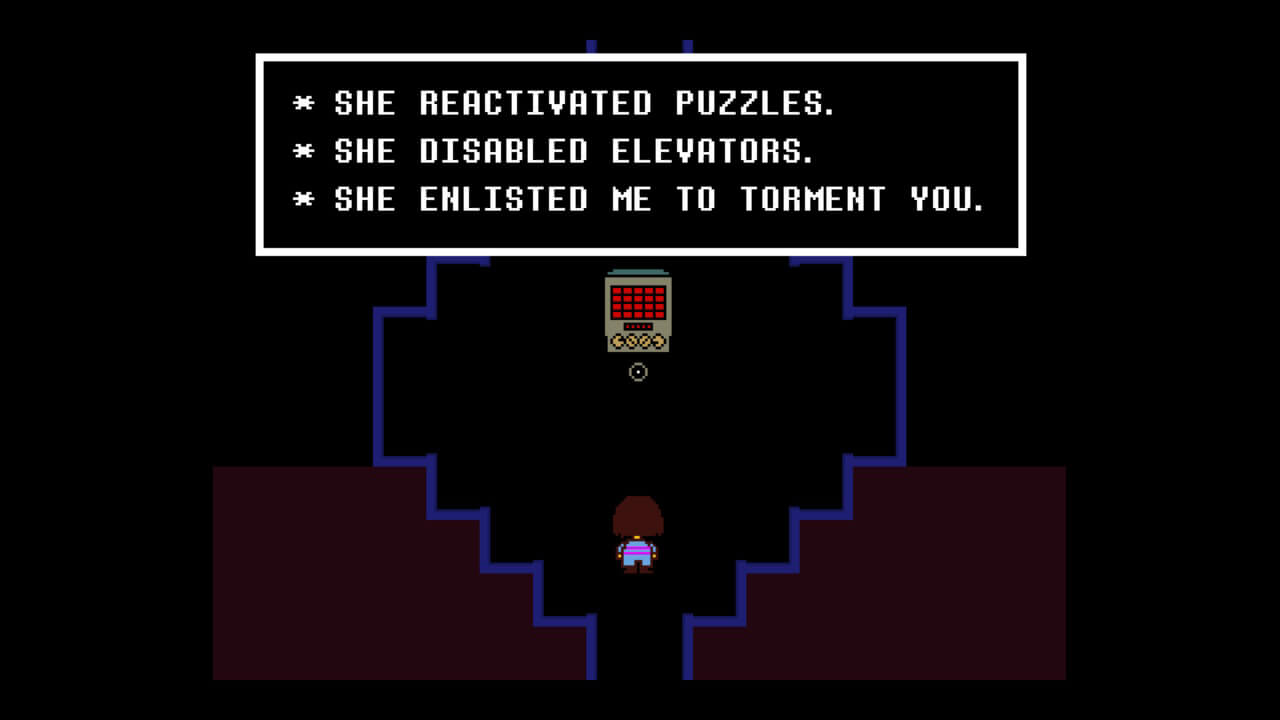 * SHE REACTIVATED PUZZLES.
* SHE DISABLED ELEVATORS.
* SHE ENLISTED ME TO TORMENT YOU.